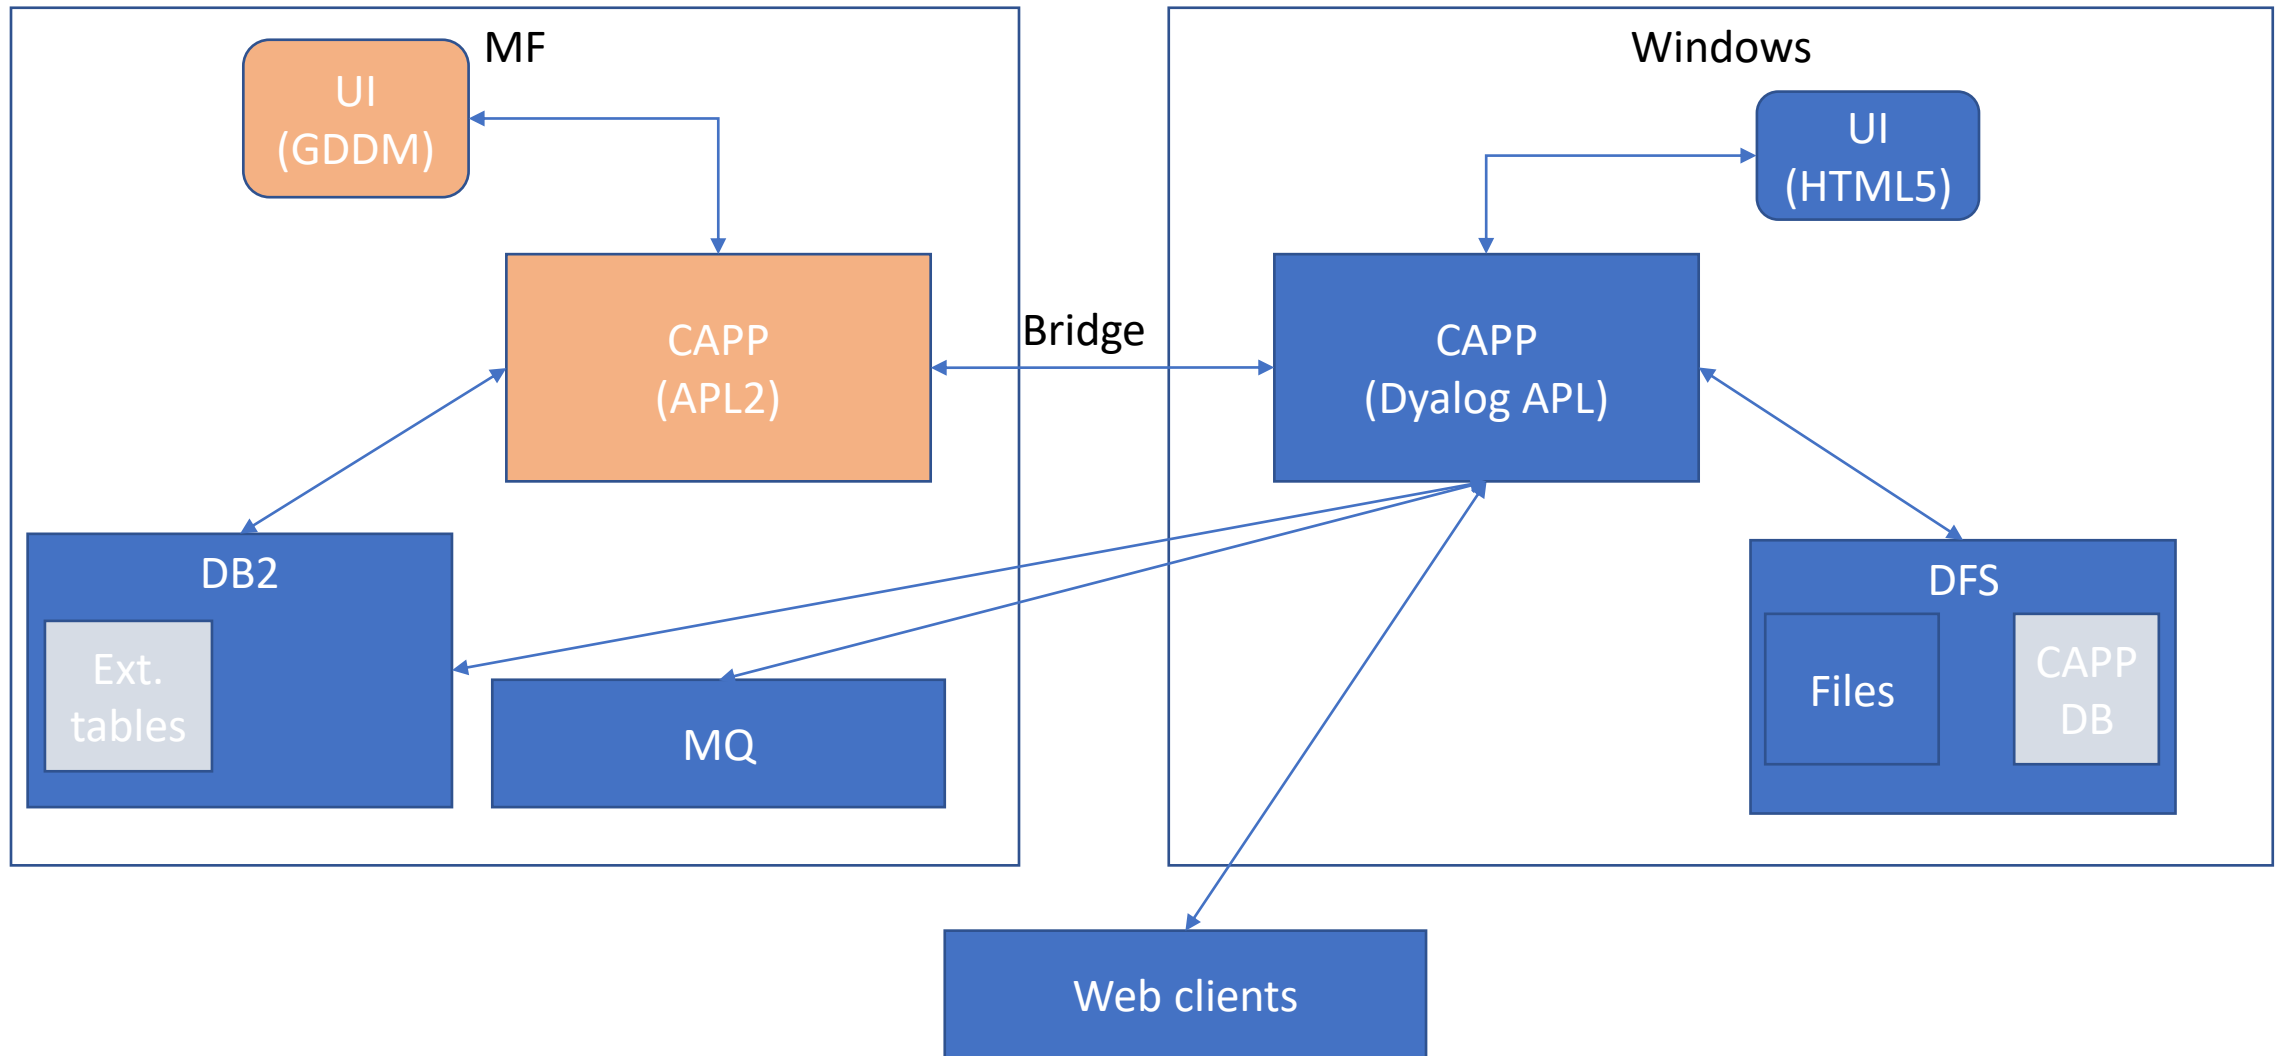 MF
UI
(GDDM)
CAPP
(APL2)
DB2
Ext.
tables
MQ
Bridge
Windows
UI
(HTML5)
CAPP
(Dyalog APL)
DFS
Files
CAPP
DB
Web clients